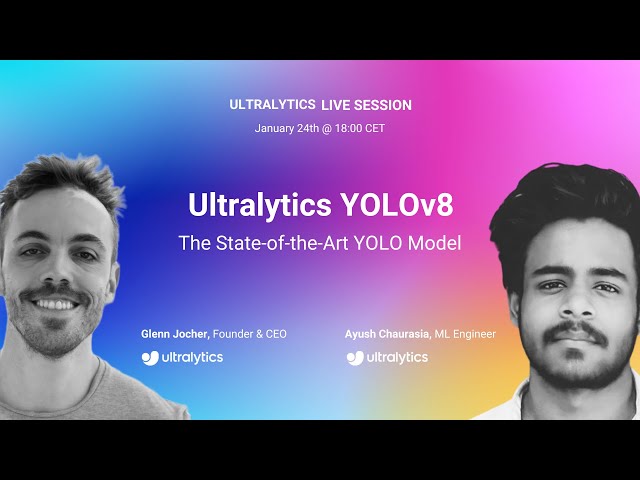 ULTRALYTICS LIVE SESSION
January 24th @ 18:00 CET
Ultralytics YOLOv8
The State-of-the-Art YOLO Model
Glenn Jocher, Founder & CEO
ultralytics
Ayush Chaurasia, ML Engineer
ultralytics